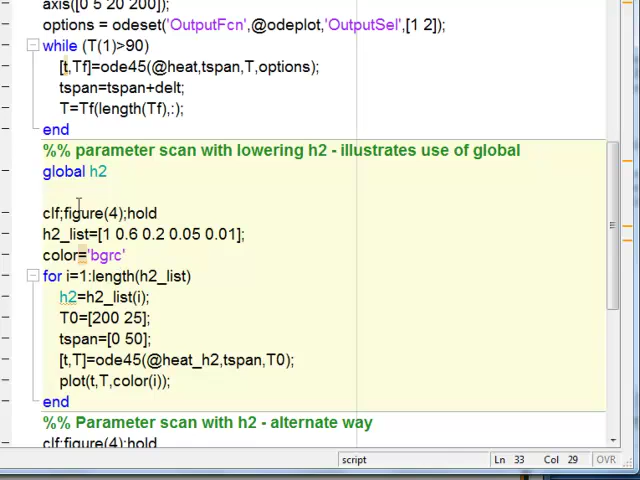 axis([0 5 20 200])
options = odeset('OutputFcn',@odeplot,'OutputSel',[1 2]);
while (T(1)>90)
[t,Tf]=ode45(@heat,tspan,T,options);
tspan=tspan+delt;
T=Tf(length(Tf),:);
end
%% parameter scan with lowering h2 - illustrates use of global
global h2
clf;figure(4);hold
h2_list=[1 0.6 0.2 0.05 0.01];
color='bgrc'
for i=1:length(h2_list)
h2=h2_list(i);
T0=[200 25];
tspan=[0 50];
[t,T]=ode45(@heat_h2,tspan,T0);
plot(t,T,color(i));
end
%% Parameter scan with h2 - alternate way
clf;figure(4);hold
script Ln 33 Col 29 OVR